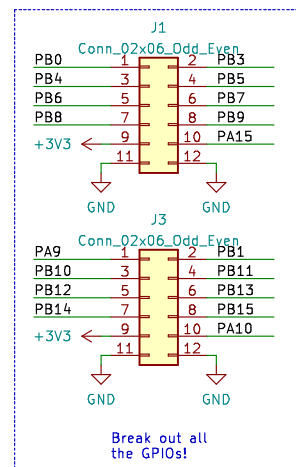 J1
Conn_02x06_Odd_Even
PB0 1 2 PB3
PB4 3 4 PB5
PB6 5 6 PB7
PB8 7 8 PB9
+3V3 9 10 PA15
11 12
GND GND
J3
Conn_02x06_Odd_Even
PA9 1 2 PB1
PB10 3 4 PB11
PB12 5 6 PB13
PB14 7 8 PB15
+3V3 9 10 PA10
11 12
GND GND
Break out all
the GPIOs!